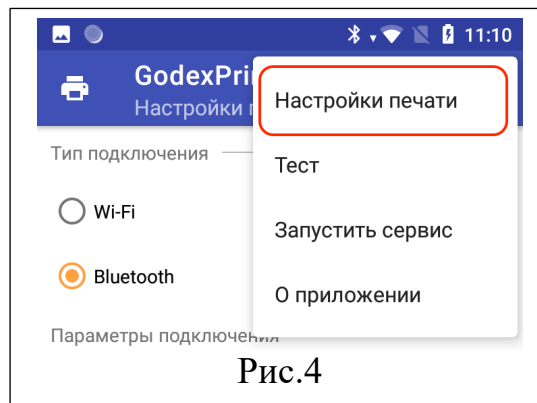 11:10
GodexPri
Настройки п
Настройки печати
Тип подключения
Тест
Wi-Fi
Запустить сервис
Bluetooth
О приложении
Параметры подключения
Рис.4